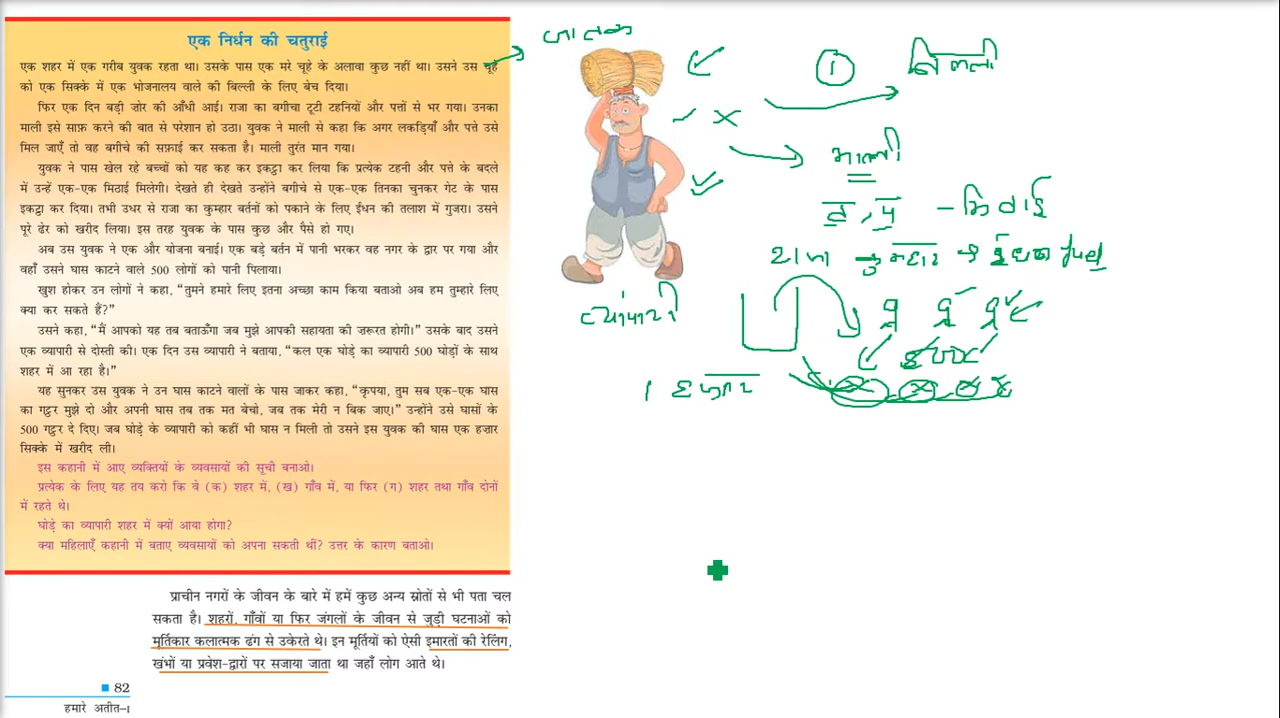 एक निर्धन की चतुराई
एक शहर में एक गरीब युवक रहता था। उसके पास एक मरे चूहे के अलावा कुछ नहीं था। उसने उस चूहे
को एक सिक्के में एक भोजनालय वाले की बिल्ली के लिए बेच दिया।
फिर एक दिन बड़ी ज़ोर की आँधी आई। राजा का बगीचा टूटी टहनियों और पत्तों से भर गया। उनका
माली इसे साफ़ करने की बात से परेशान हो उठा। युवक ने माली से कहा कि अगर लकड़ियाँ और पत्ते उसे
मिल जाएँ तो वह बगीचे की सफ़ाई कर सकता है। माली तुरंत मान गया।
युवक ने पास खेल रहे बच्चों को यह कह कर इकट्ठा कर लिया कि प्रत्येक टहनी और पत्ते के बदले
में उन्हें एक-एक मिठाई मिलेगी। देखते ही देखते उन्होंने बगीचे से एक-एक तिनका चुनकर गेट के पास
इकट्ठा कर दिया। तभी उधर से राजा का कुम्हार बर्तनों को पकाने के लिए ईंधन की तलाश में गुजरा। उसने
पूरे ढेर को खरीद लिया। इस तरह युवक के पास कुछ और पैसे हो गए।
अब उस युवक ने एक और योजना बनाई। एक बड़े बर्तन में पानी भरकर वह नगर के द्वार पर गया और
वहाँ उसने घास काटने वाले 500 लोगों को पानी पिलाया।
खुश होकर उन लोगों ने कहा, “तुमने हमारे लिए इतना अच्छा काम किया बताओ अब हम तुम्हारे लिए
क्या कर सकते हैं?”
उसने कहा, “मैं आपको यह तब बताऊँगा जब मुझे आपकी सहायता की ज़रूरत होगी।” उसके बाद उसने
एक व्यापारी से दोस्ती की। एक दिन उस व्यापारी ने बताया, “कल एक घोड़े का व्यापारी 500 घोड़ों के साथ
शहर में आ रहा है।”
यह सुनकर उस युवक ने उन घास काटने वालों के पास जाकर कहा, “कृपया, तुम सब एक-एक घास
का गट्ठर मुझे दो और अपनी घास तब तक मत बेचो, जब तक मेरी न बिक जाए।” उन्होंने उसे घासों के
500 गट्ठर दे दिए। जब घोड़े के व्यापारी को कहीं भी घास न मिली तो उसने इस युवक की घास एक हज़ार
सिक्के में खरीद ली।
इस कहानी में आए व्यक्तियों के व्यवसायों की सूची बनाओ।
प्रत्येक के लिए यह तय करो कि वे (क) शहर में, (ख) गाँव में, या फिर (ग) शहर तथा गाँव दोनों
में रहते थे।
घोड़े का व्यापारी शहर में क्यों आया होगा?
क्या महिलाएँ कहानी में बताए व्यवसायों को अपना सकती थीं? उत्तर के कारण बताओ।
प्राचीन नगरों के जीवन के बारे में हमें कुछ अन्य स्रोतों से भी पता चल
सकता है। शहरों, गाँवों या फिर जंगलों के जीवन से जुड़ी घटनाओं को
मूर्तिकार कलात्मक ढंग से उकेरते थे। इन मूर्तियों को ऐसी इमारतों की रेलिंग,
खंभों या प्रवेश-द्वारों पर सजाया जाता था जहाँ लोग आते थे।
82
हमारे अतीत–I
जातक
1
बिल्ली
माली
राजा कुम्हार ईंधन fuel
1 हजार